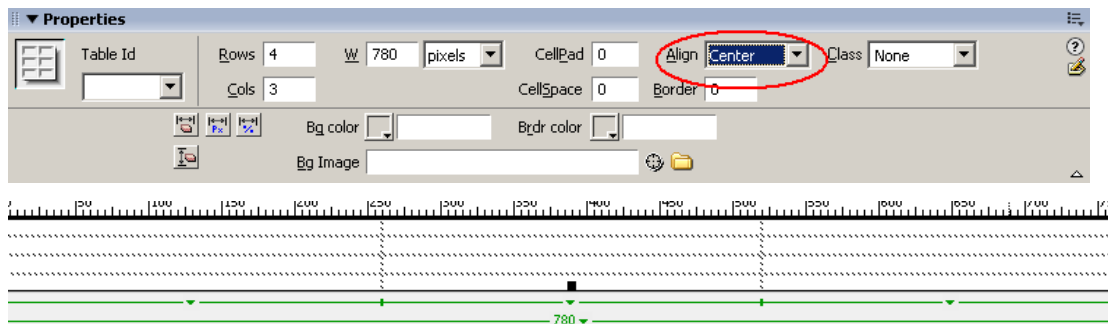 Properties
Table Id Rows 4 W 780 pixels CellPad 0 Align Center Class None
Cols 3 CellSpace 0 Border 0
Bg color Brdr color
Bg Image
50 100 150 200 250 300 350 400 450 500 550 600 650 700
780